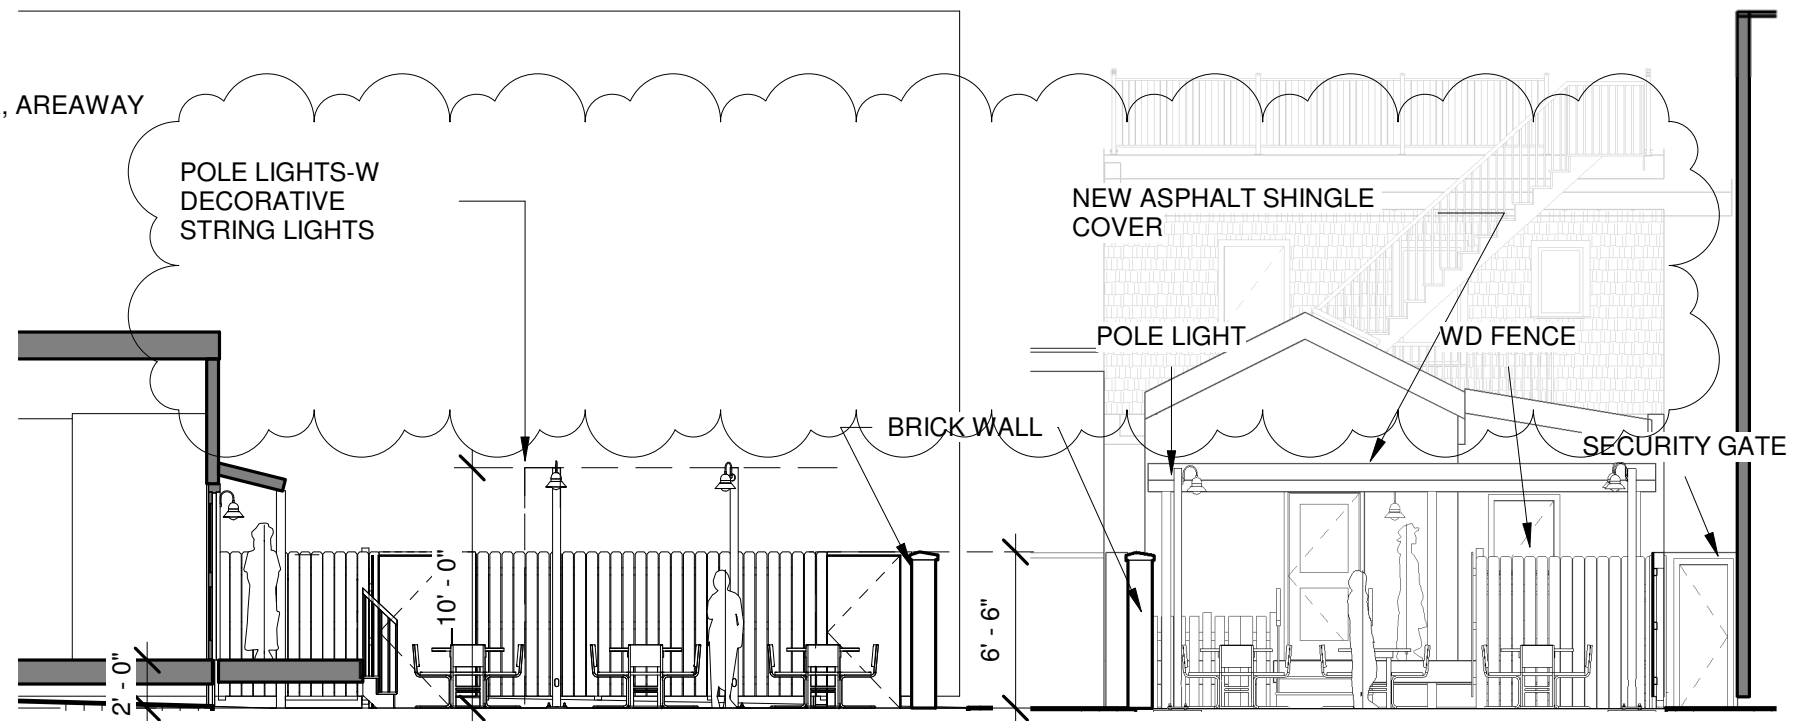 , AREAWAY
POLE LIGHTS-W
DECORATIVE
STRING LIGHTS
NEW ASPHALT SHINGLE
COVER
POLE LIGHT
WD FENCE
BRICK WALL
SECURITY GATE
10' - 0"
6' - 6"
2' - 0"